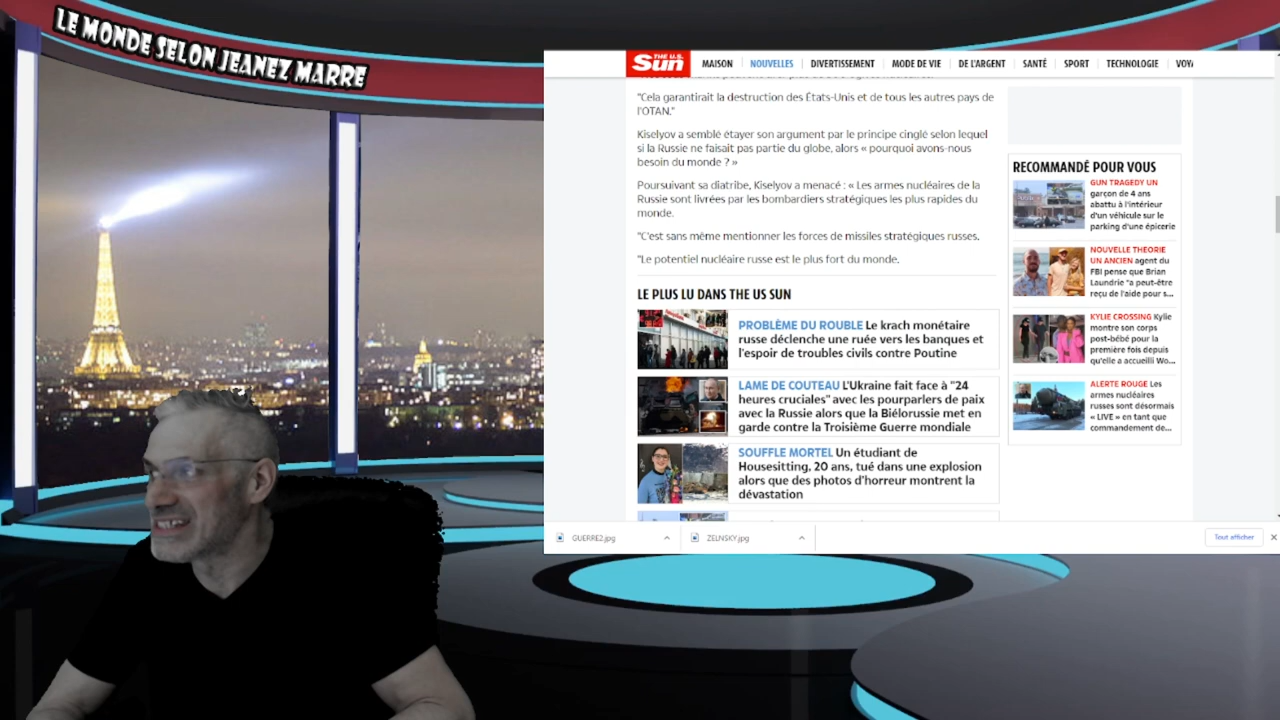 LE MONDE SELON JEANEZ MARRE
THE U.S. Sun
MAISON NOUVELLES DIVERTISSEMENT MODE DE VIE DE L'ARGENT SANTÉ SPORT TECHNOLOGIE VOY
"Cela garantirait la destruction des États-Unis et de tous les autres pays de
l'OTAN."
Kiselyov a semblé étayer son argument par le principe cinglé selon lequel
si la Russie ne faisait pas partie du globe, alors « pourquoi avons-nous
besoin du monde ? »
Poursuivant sa diatribe, Kiselyov a menacé : « Les armes nucléaires de la
Russie sont livrées par les bombardiers stratégiques les plus rapides du
monde.
"C'est sans même mentionner les forces de missiles stratégiques russes.
"Le potentiel nucléaire russe est le plus fort du monde.
LE PLUS LU DANS THE US SUN
PROBLÈME DU ROUBLE Le krach monétaire
russe déclenche une ruée vers les banques et
l'espoir de troubles civils contre Poutine
LAME DE COUTEAU L'Ukraine fait face à "24
heures cruciales" avec les pourparlers de paix
avec la Russie alors que la Biélorussie met en
garde contre la Troisième Guerre mondiale
SOUFFLE MORTEL Un étudiant de
Housesitting, 20 ans, tué dans une explosion
alors que des photos d'horreur montrent la
dévastation
RECOMMANDÉ POUR VOUS
GUN TRAGEDY UN
garçon de 4 ans
abattu à l'intérieur
d'un véhicule sur le
parking d'une épicerie
NOUVELLE THEORIE
UN ANCIEN agent du
FBI pense que Brian
Laundrie "a peut-être
reçu de l'aide pour s...
KYLIE CROSSING Kylie
montre son corps
post-bébé pour la
première fois depuis
qu'elle a accueilli Wo...
ALERTE ROUGE Les
armes nucléaires
russes sont désormais
« LIVE » en tant que
commandement de...
GUERRE2.jpg
ZELNSKY.jpg
Tout afficher